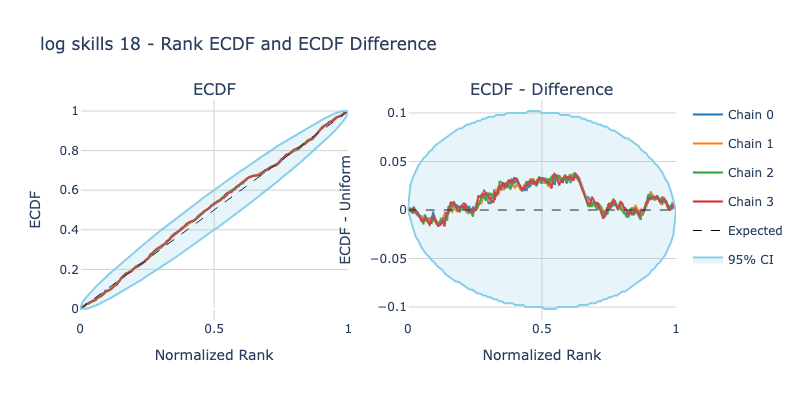 log skills 18 - Rank ECDF and ECDF Difference
ECDF
ECDF
1
0.8
0.6
0.4
0.2
0
0
0.5
1
Normalized Rank
ECDF - Difference
ECDF - Uniform
0.1
0.05
0
−0.05
−0.1
0
0.5
1
Normalized Rank
Chain 0
Chain 1
Chain 2
Chain 3
Expected
95% CI